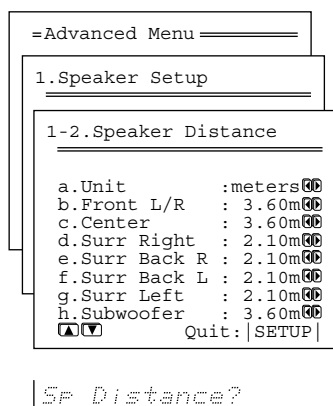 =Advanced Menu
1.Speaker Setup
1-2.Speaker Distance
a.Unit :meters
b.Front L/R : 3.60m
c.Center : 3.60m
d.Surr Right : 2.10m
e.Surr Back R : 2.10m
f.Surr Back L : 2.10m
g.Surr Left : 2.10m
h.Subwoofer : 3.60m
Quit:|SETUP|
Sp Distance?